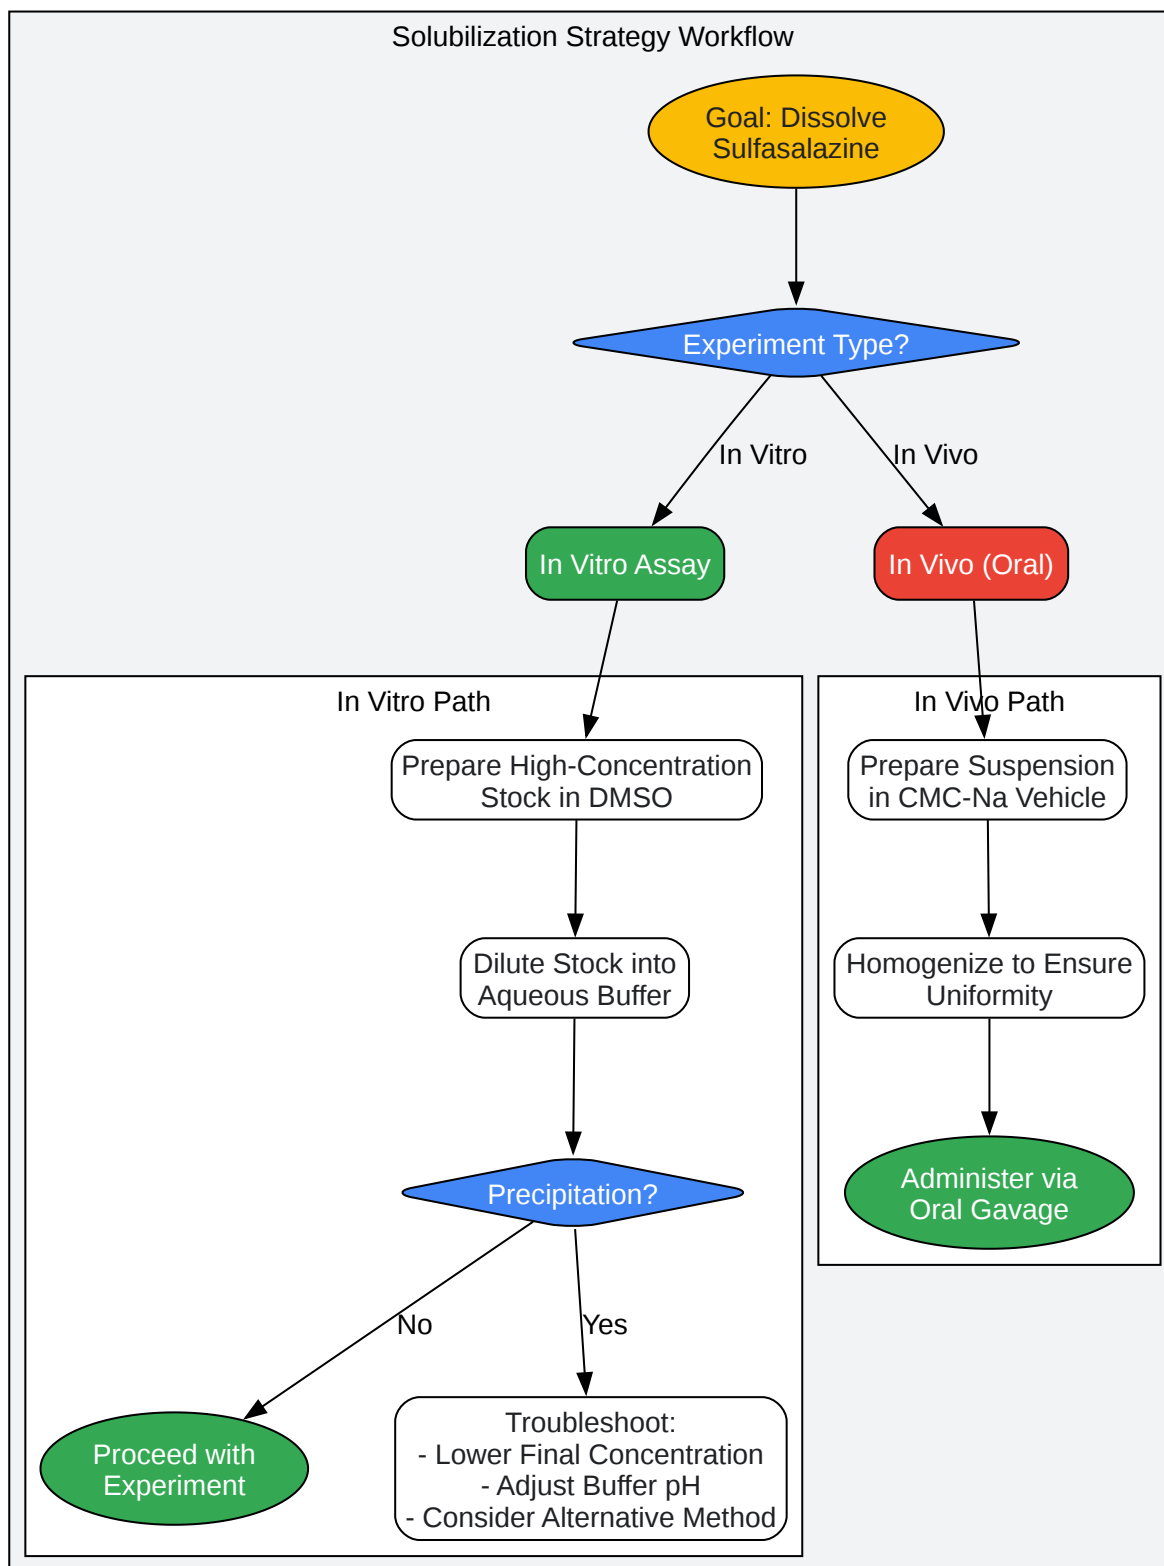 Solubilization Strategy Workflow
Goal: Dissolve
Sulfasalazine
Experiment Type?
In Vitro
In Vivo
In Vitro Assay
In Vivo (Oral)
In Vitro Path
Prepare High-Concentration
Stock in DMSO
Dilute Stock into
Aqueous Buffer
Precipitation?
No
Yes
Proceed with
Experiment
Troubleshoot:
- Lower Final Concentration
- Adjust Buffer pH
- Consider Alternative Method
In Vivo Path
Prepare Suspension
in CMC-Na Vehicle
Homogenize to Ensure
Uniformity
Administer via
Oral Gavage